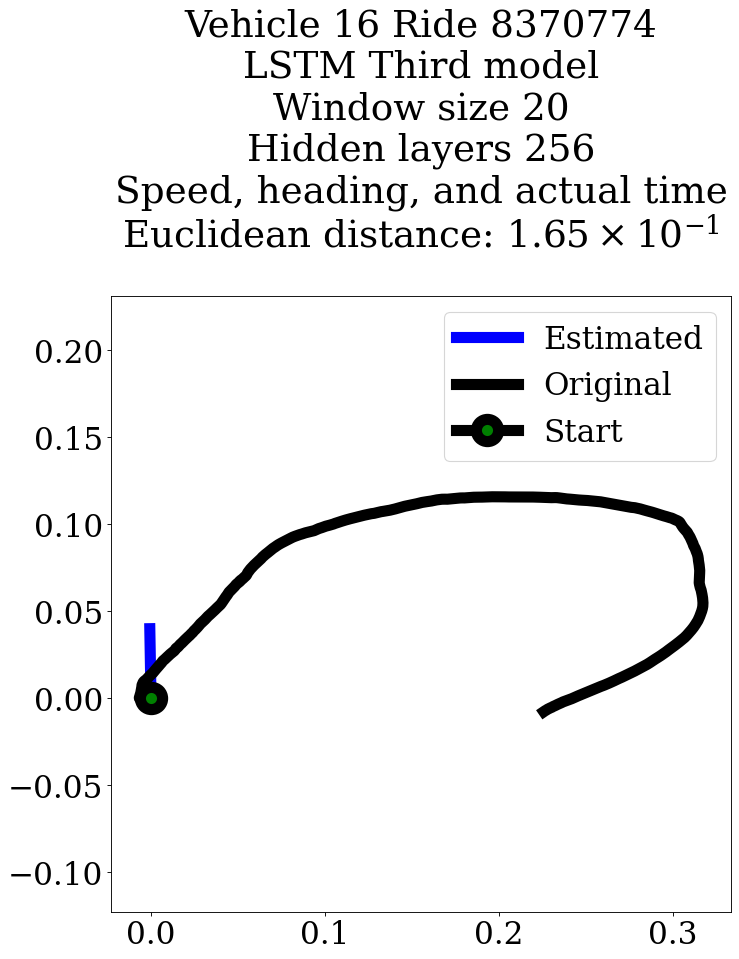 Vehicle 16 Ride 8370774
LSTM Third model
Window size 20
Hidden layers 256
Speed, heading, and actual time
Euclidean distance: 1.65 × 10⁻¹
Estimated
Original
Start
0.20
0.15
0.10
0.05
0.00
−0.05
−0.10
0.0 0.1 0.2 0.3